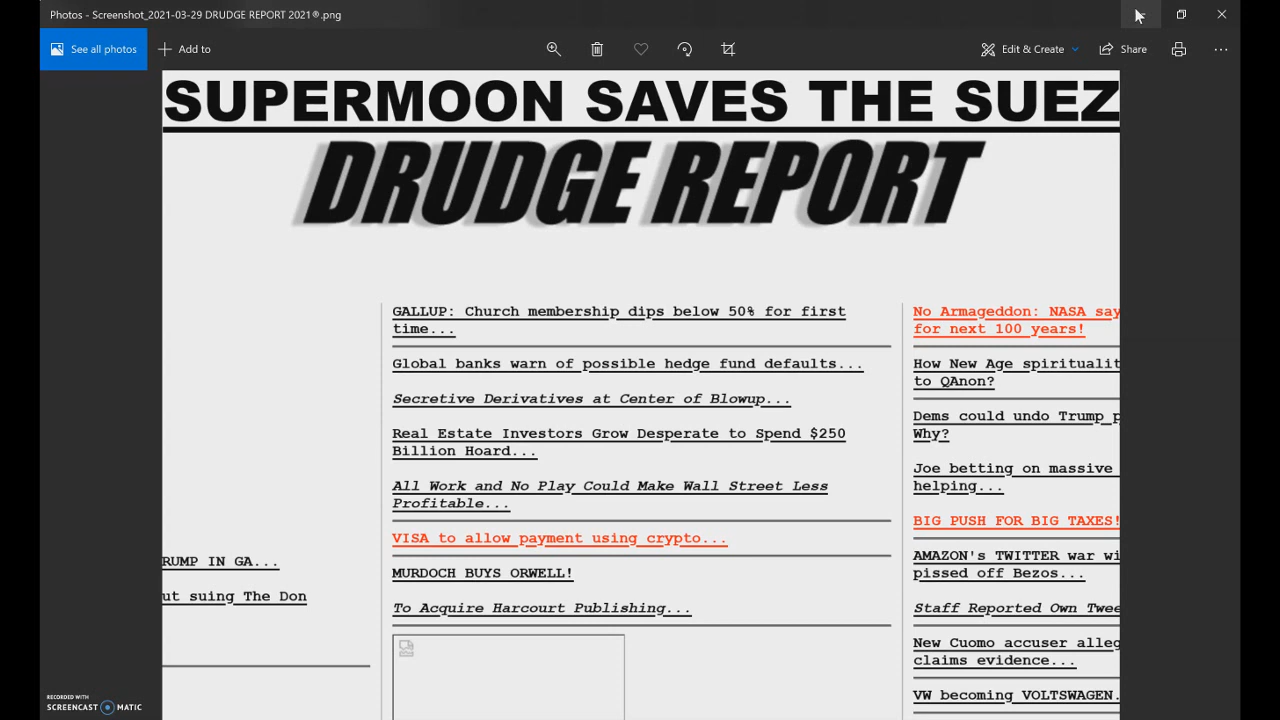 Photos - Screenshot_2021-03-29 DRUDGE REPORT 2021®.png
See all photos
Add to
Edit & Create
Share
SUPERMOON SAVES THE SUEZ
DRUDGE REPORT
RUMP IN GA...
ut suing The Don
GALLUP: Church membership dips below 50% for first
time...
Global banks warn of possible hedge fund defaults...
Secretive Derivatives at Center of Blowup...
Real Estate Investors Grow Desperate to Spend $250
Billion Hoard...
All Work and No Play Could Make Wall Street Less
Profitable...
VISA to allow payment using crypto...
MURDOCH BUYS ORWELL!
To Acquire Harcourt Publishing...
No Armageddon: NASA say
for next 100 years!
How New Age spiritualit
to QAnon?
Dems could undo Trump p
Why?
Joe betting on massive
helping...
BIG PUSH FOR BIG TAXES!
AMAZON's TWITTER war wi
pissed off Bezos...
Staff Reported Own Twee
New Cuomo accuser alleg
claims evidence...
VW becoming VOLTSWAGEN.
RECORDED WITH
SCREENCAST MATIC